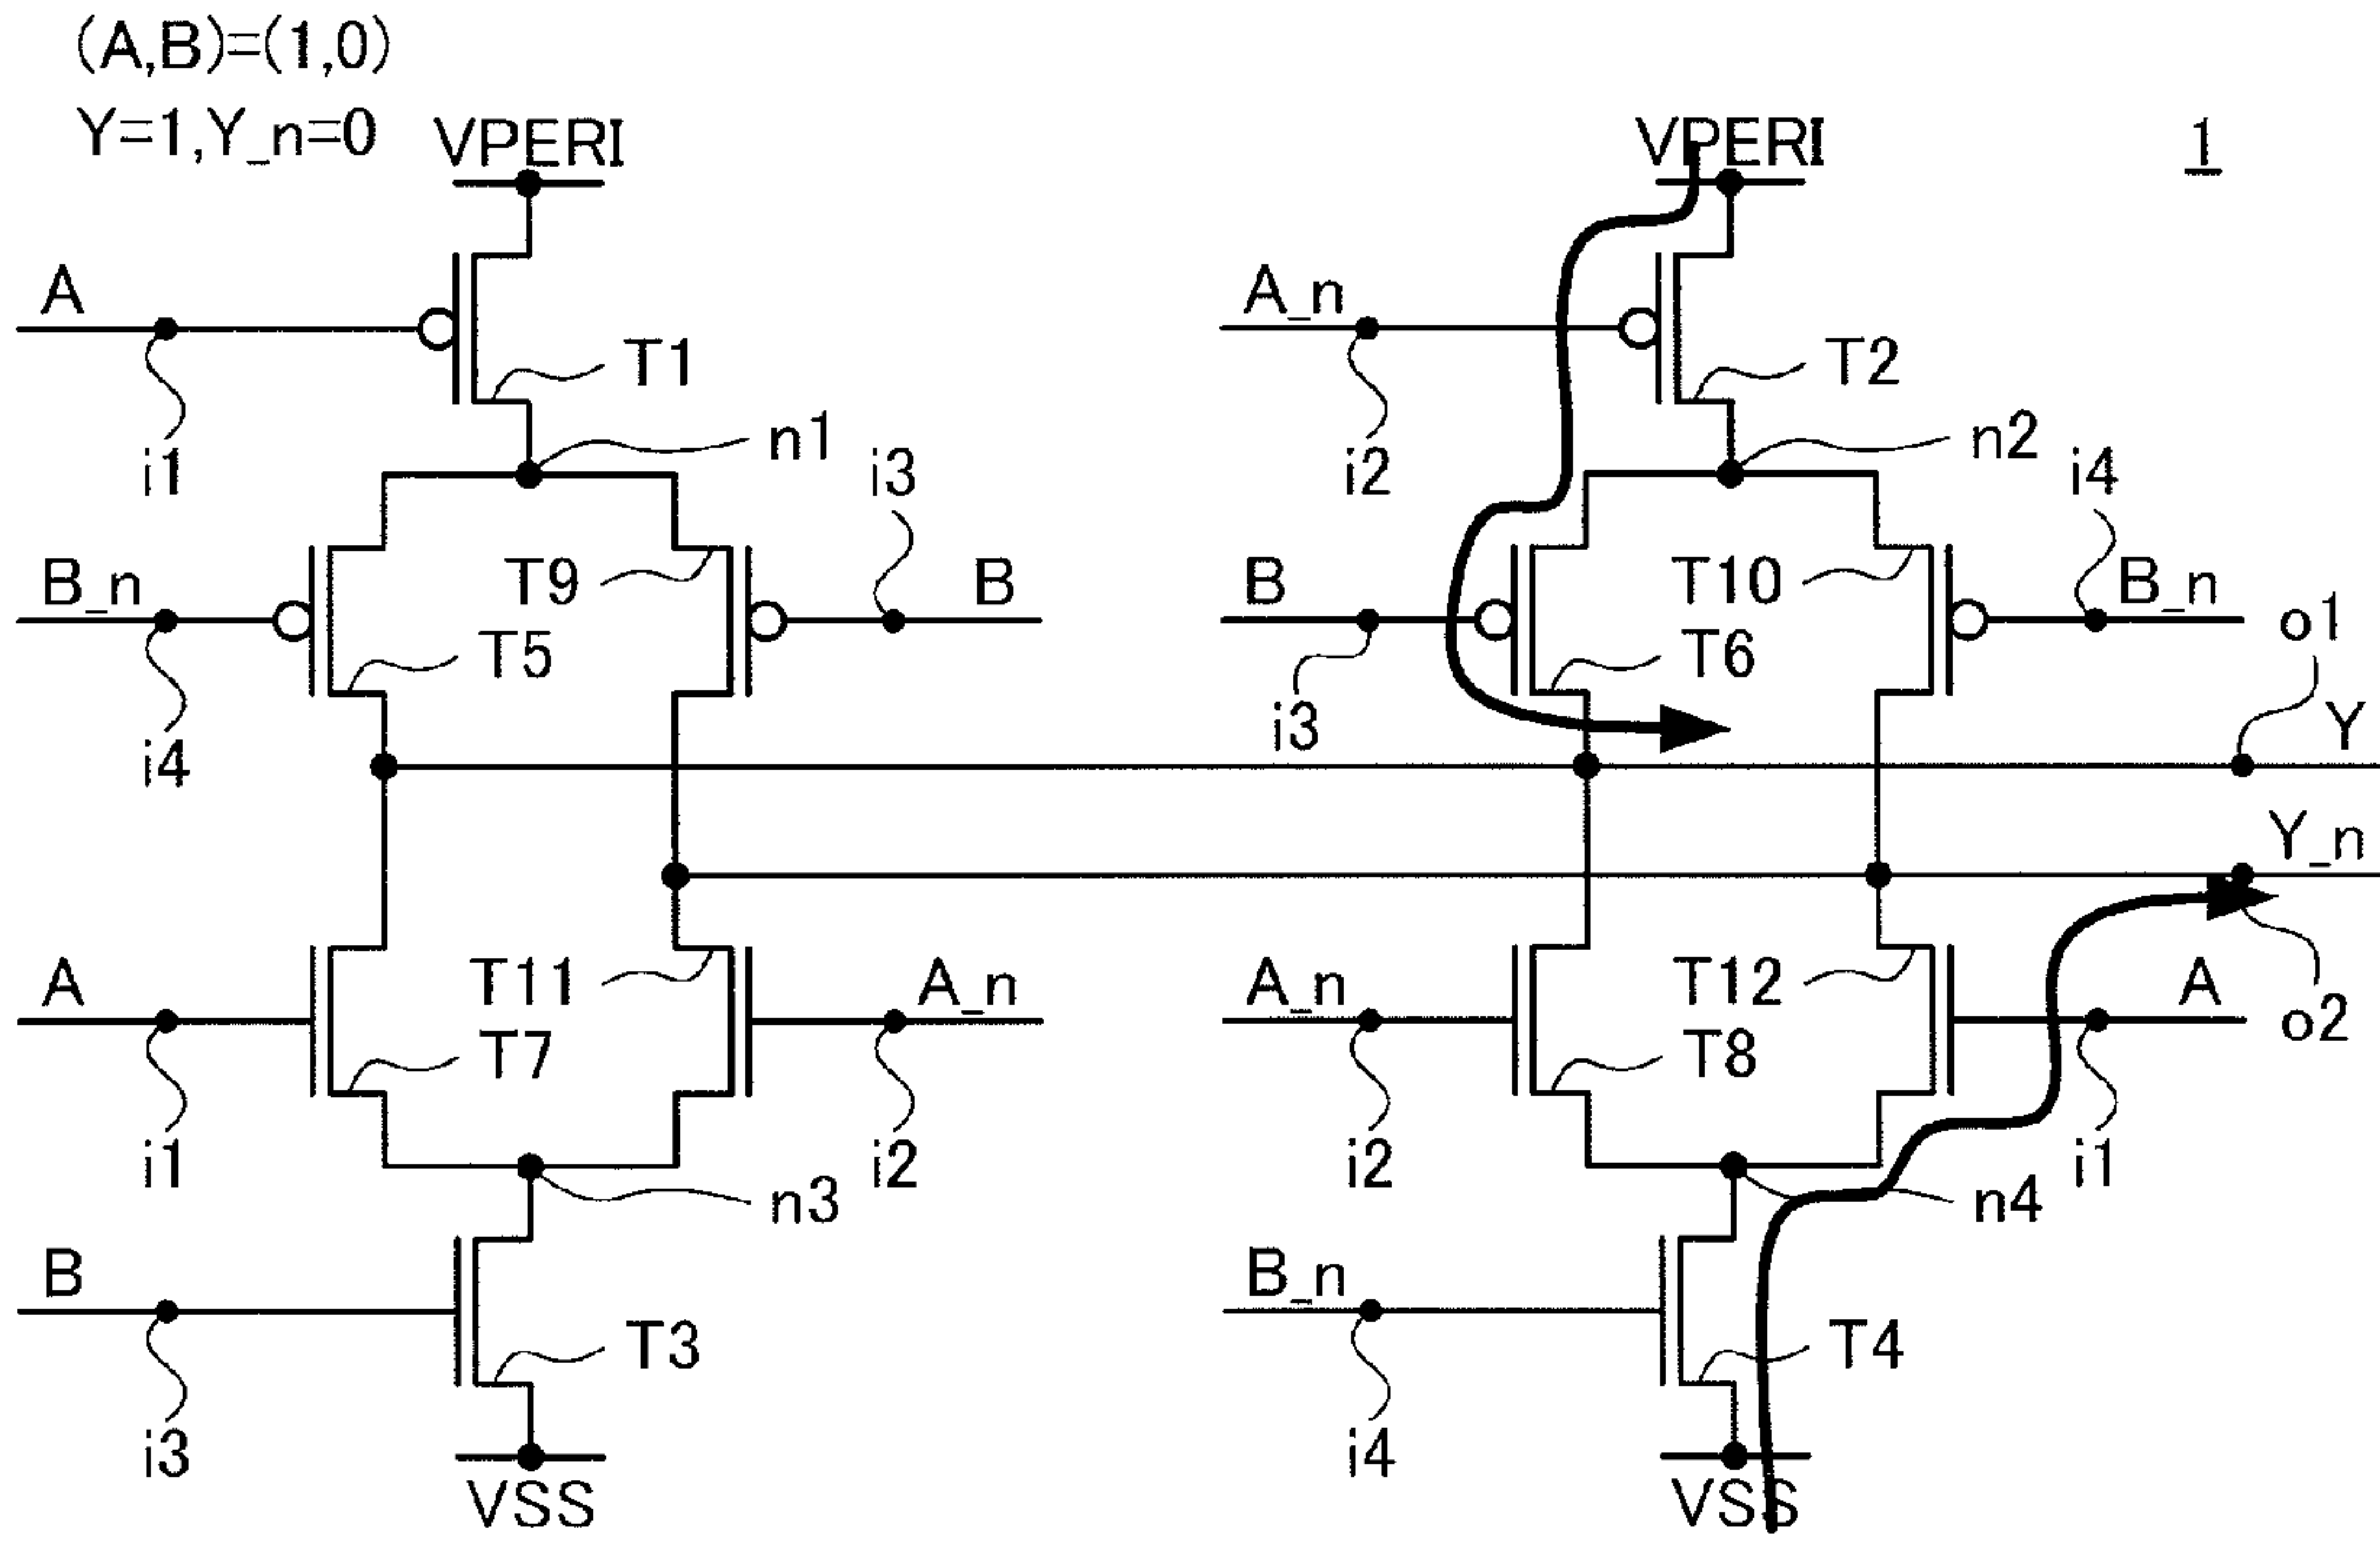 (A,B)=(1,0)
Y=1,Y_n=0
VPERI
VPERI
1
A
T1
i1
n1
A_n
T2
i2
n2
B_n
i4
T9
T5
i3
B
B
i3
T10
T6
i4
B_n
o1
Y
Y_n
A
i1
T11
T7
A_n
i2
A_n
i2
T12
T8
A
i1
o2
n3
n4
B
i3
T3
VSS
B_n
i4
T4
VSS